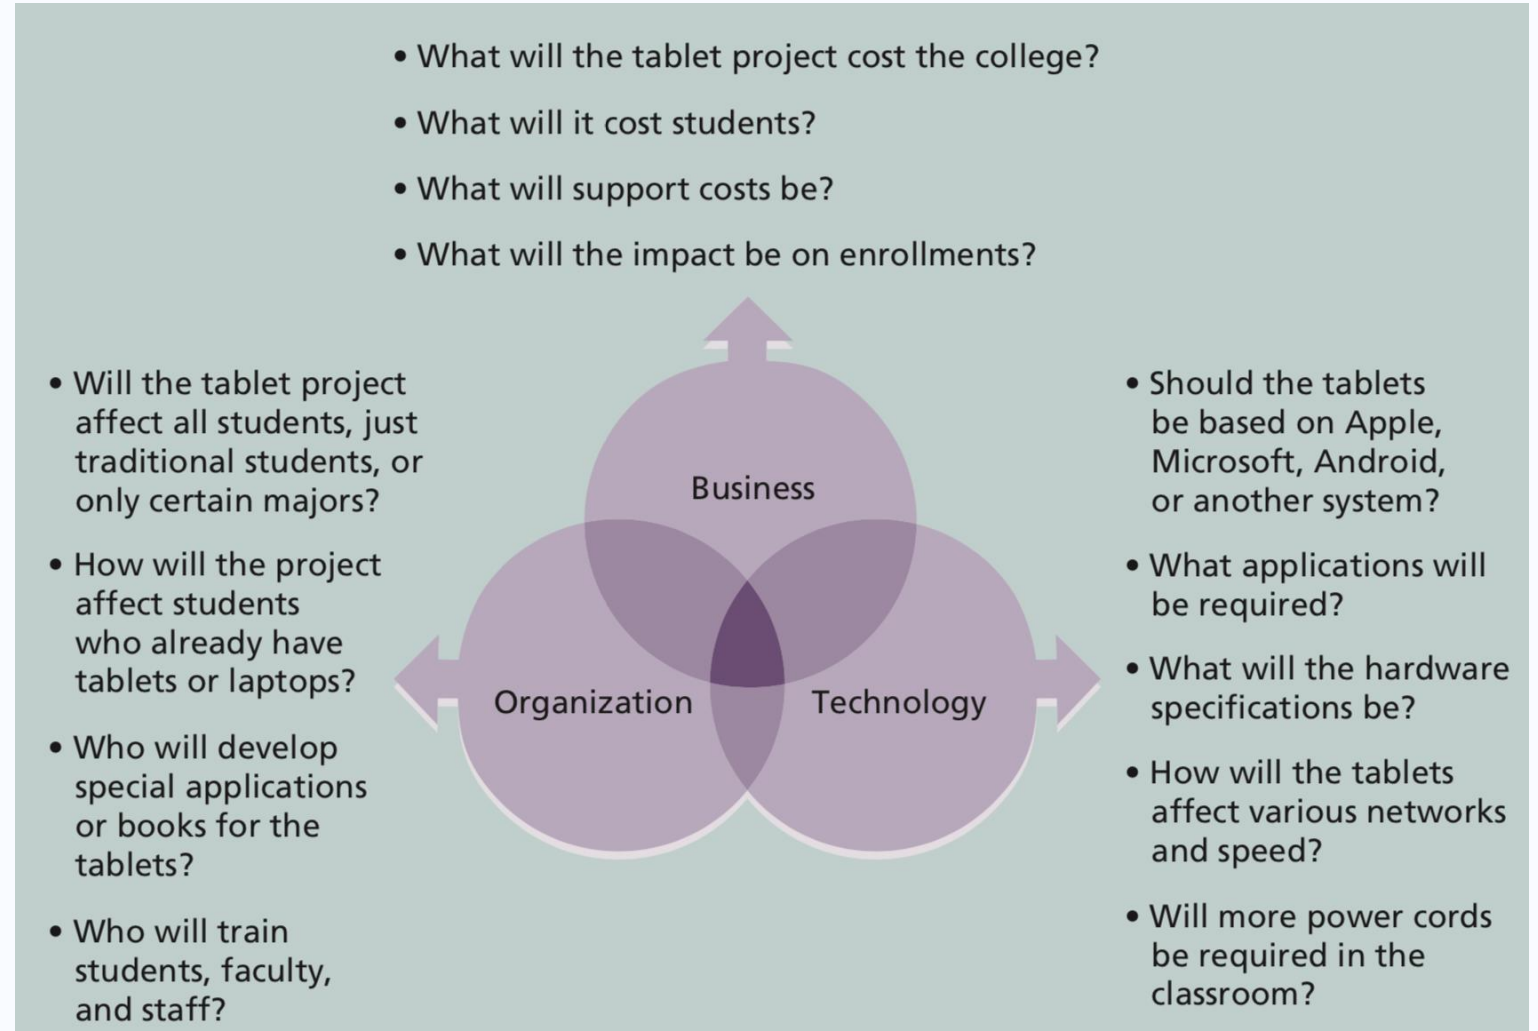 • What will the tablet project cost the college?
• What will it cost students?
• What will support costs be?
• What will the impact be on enrollments?
• Will the tablet project
affect all students, just
traditional students, or
only certain majors?
• How will the project
affect students
who already have
tablets or laptops?
• Who will develop
special applications
or books for the
tablets?
• Who will train
students, faculty,
and staff?
Business
Organization
Technology
• Should the tablets
be based on Apple,
Microsoft, Android,
or another system?
• What applications will
be required?
• What will the hardware
specifications be?
• How will the tablets
affect various networks
and speed?
• Will more power cords
be required in the
classroom?